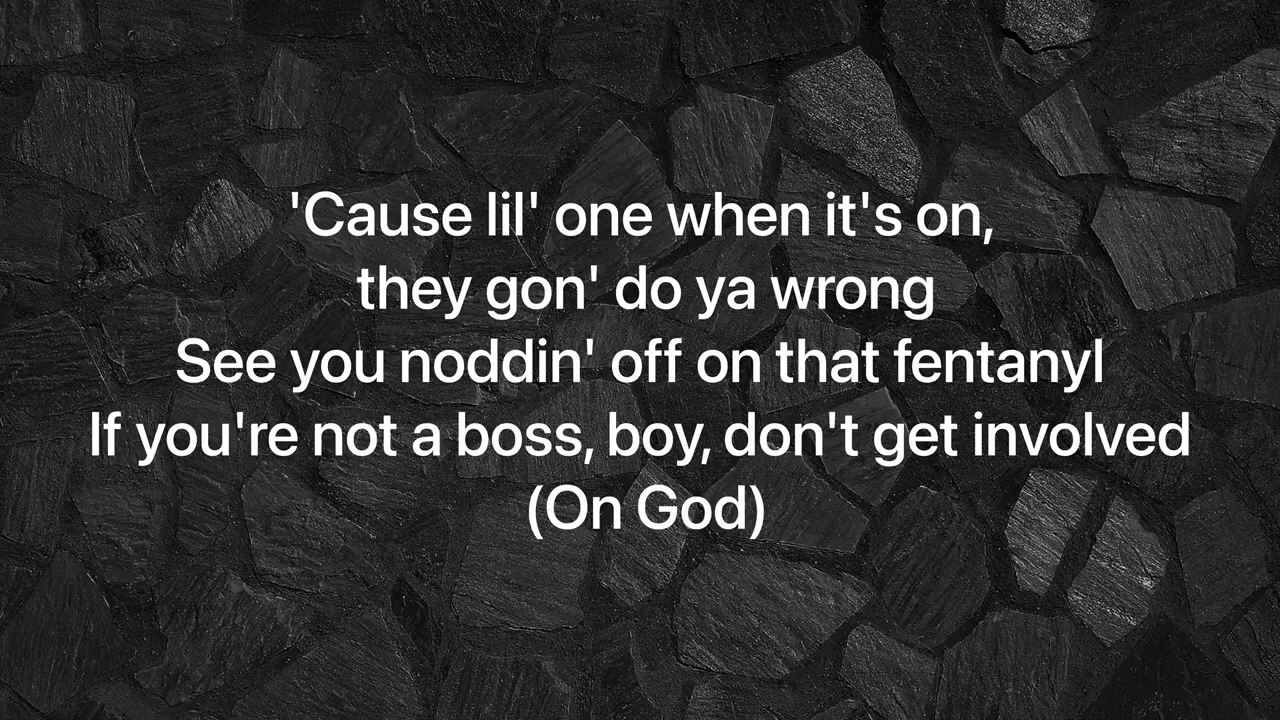 'Cause lil' one when it's on,
they gon' do ya wrong
See you noddin' off on that fentanyl
If you're not a boss, boy, don't get involved
(On God)